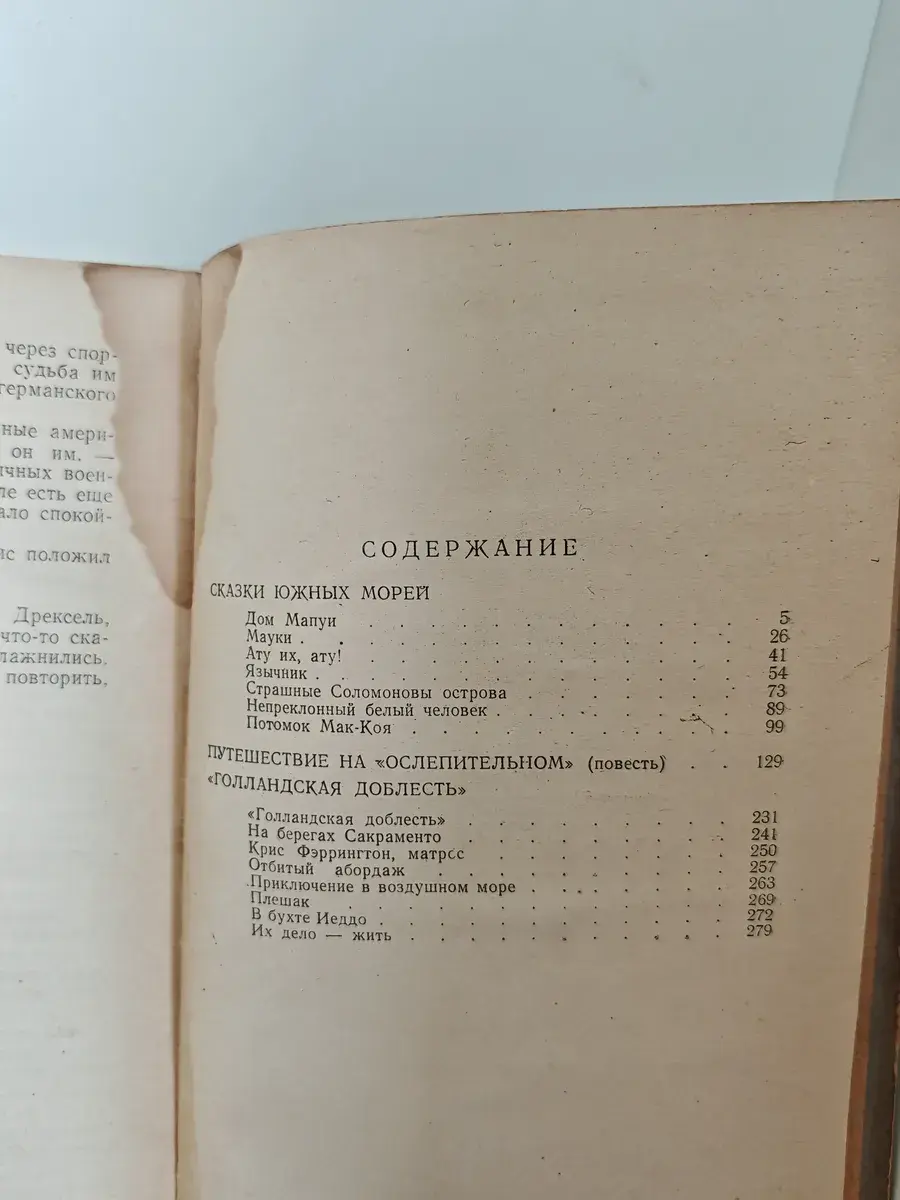 через спор-
судьба им
германского
ные амери-
он им. —
ичных воен-
ле есть еще
ало спокой-
ис положил
Дрексель,
что-то ска-
лажнились.
повторить,
СОДЕРЖАНИЕ
СКАЗКИ ЮЖНЫХ МОРЕЙ
Дом Мапуи . . . . . . . . . . . . 5
Мауки . . . . . . . . . . . . . . 26
Ату их, ату! . . . . . . . . . . . . 41
Язычник . . . . . . . . . . . . . . 54
Страшные Соломоновы острова . . . . . . . 73
Непреклонный белый человек . . . . . . . . 89
Потомок Мак-Коя . . . . . . . . . . . 99
ПУТЕШЕСТВИЕ НА «ОСЛЕПИТЕЛЬНОМ» (повесть) . . 129
«ГОЛЛАНДСКАЯ ДОБЛЕСТЬ»
«Голландская доблесть» . . . . . . . . . 231
На берегах Сакраменто . . . . . . . . . 241
Крис Фэррингтон, матрос . . . . . . . . 250
Отбитый абордаж . . . . . . . . . . 257
Приключение в воздушном море . . . . . . . 263
Плешак . . . . . . . . . . . . . 269
В бухте Иеддо . . . . . . . . . . . . 272
Их дело — жить . . . . . . . . . . . 279